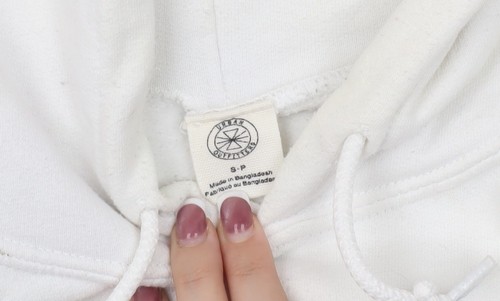 URBAN
OUTFITTERS
S-P
Made in Bangladesh
Fabriqué au Bangladesh